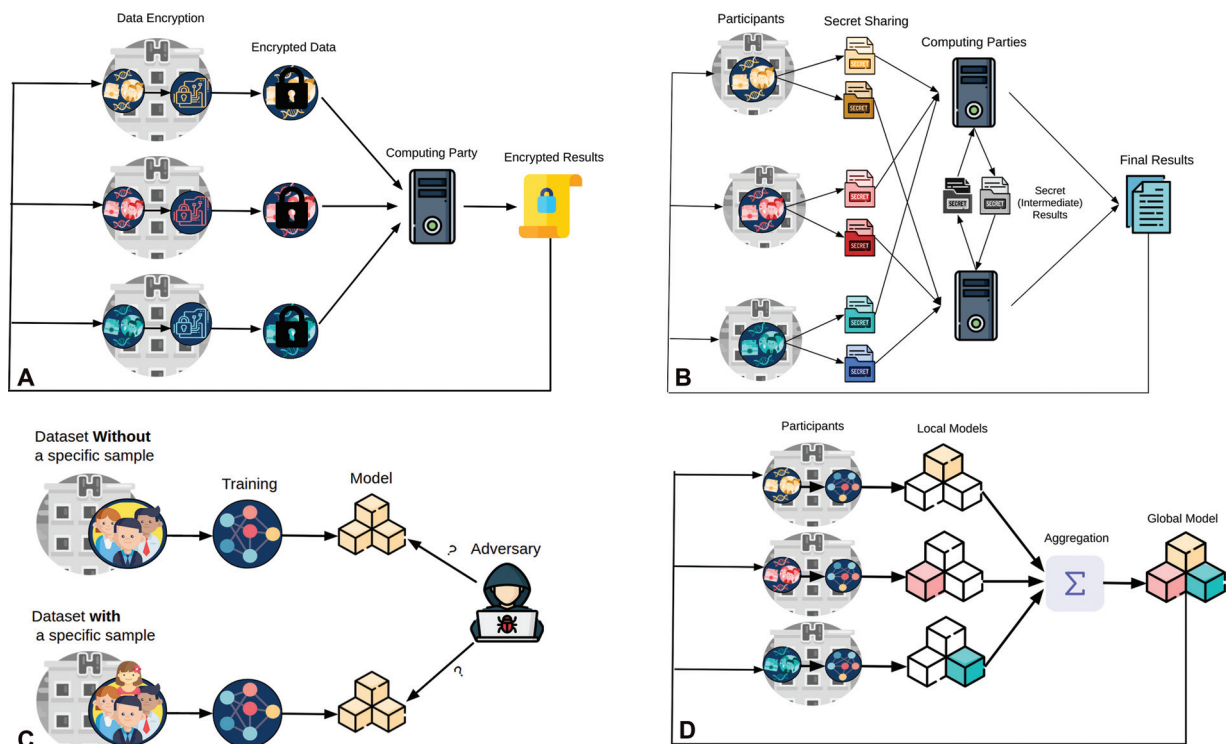 Data Encryption
Encrypted Data
Computing Party
Encrypted Results
A
Participants
Secret Sharing
Computing Parties
SECRET
SECRET
SECRET
SECRET
SECRET
SECRET
SECRET
SECRET
Secret
(Intermediate)
Results
Final Results
B
Dataset Without
a specific sample
Training
Model
?
Adversary
Dataset with
a specific sample
?
C
Participants
Local Models
Aggregation
Σ
Global Model
D